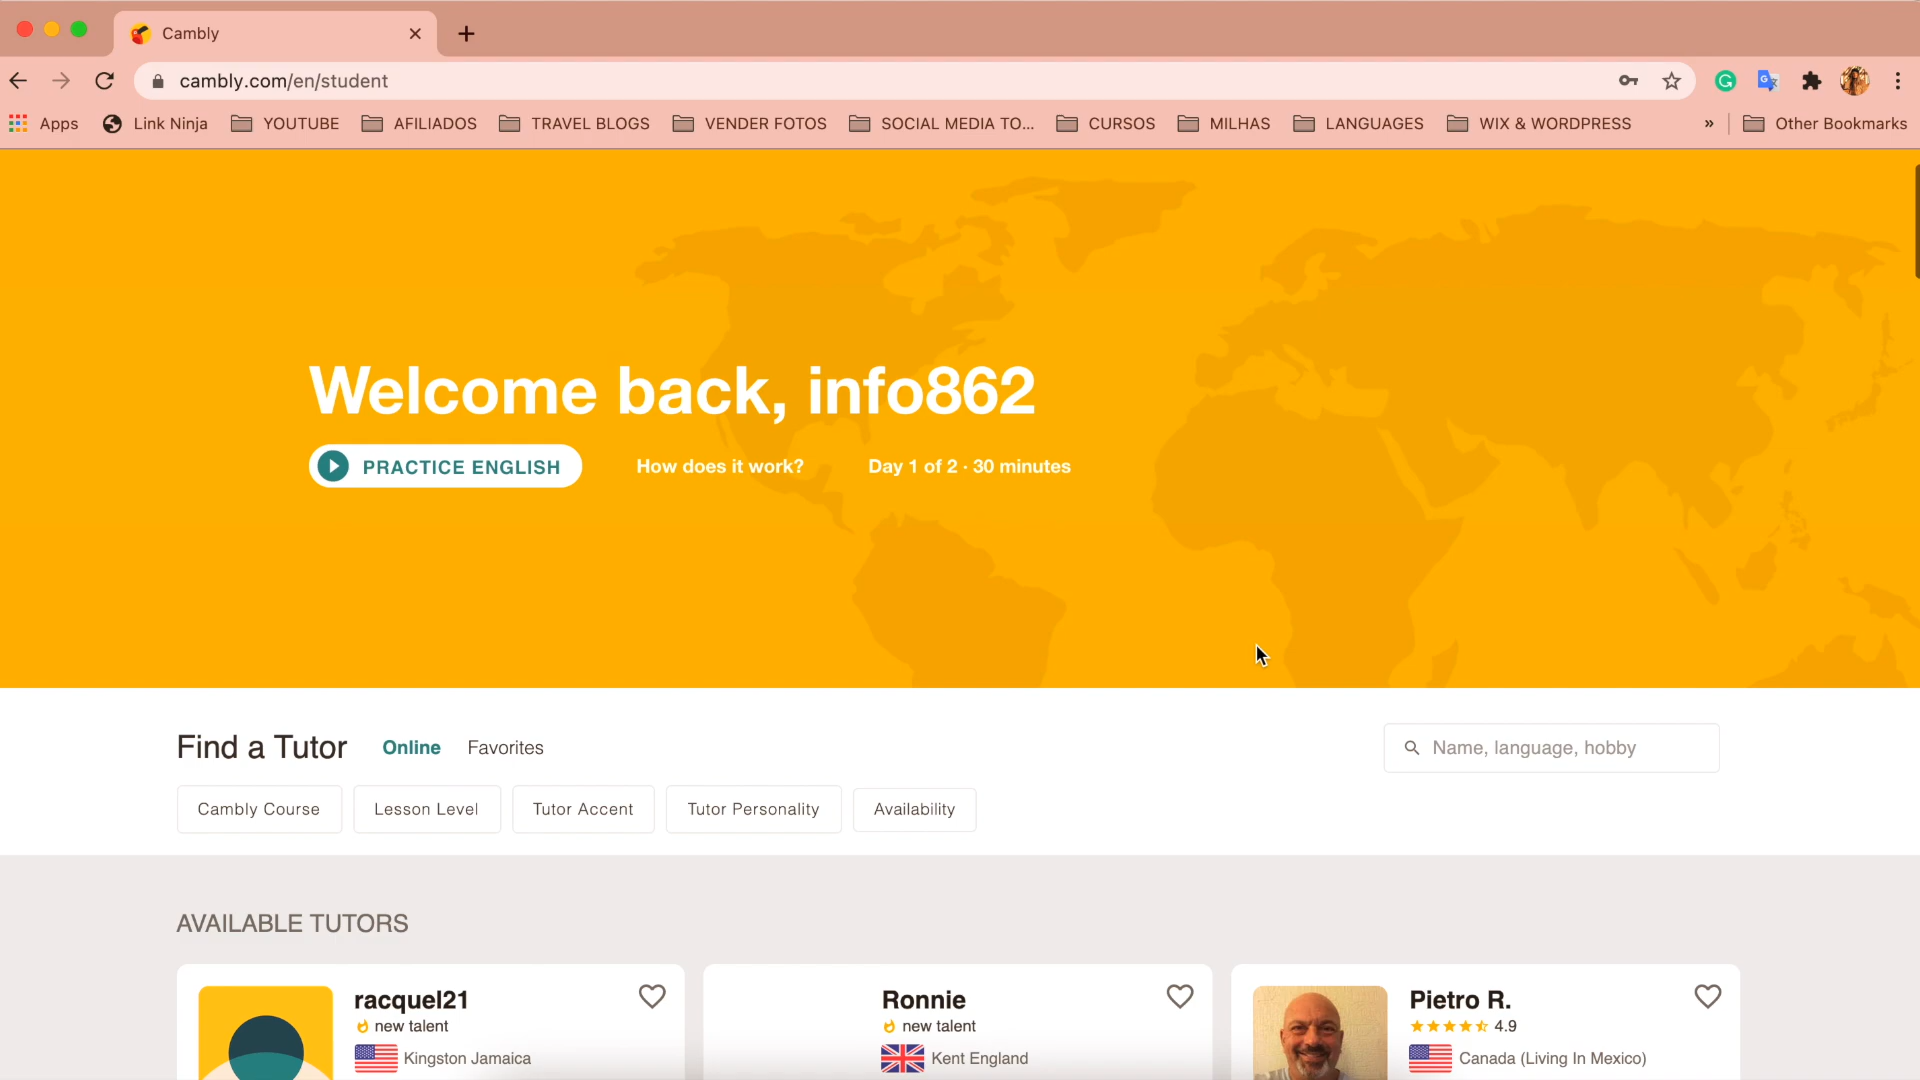 Cambly
cambly.com/en/student
Apps Link Ninja YOUTUBE AFILIADOS TRAVEL BLOGS VENDER FOTOS SOCIAL MEDIA TO... CURSOS MILHAS LANGUAGES WIX & WORDPRESS » Other Bookmarks
Welcome back, info862
PRACTICE ENGLISH How does it work? Day 1 of 2 · 30 minutes
Find a Tutor Online Favorites Name, language, hobby
Cambly Course Lesson Level Tutor Accent Tutor Personality Availability
AVAILABLE TUTORS
racquel21 Ronnie Pietro R.
new talent new talent 4.9
Kingston Jamaica Kent England Canada (Living In Mexico)